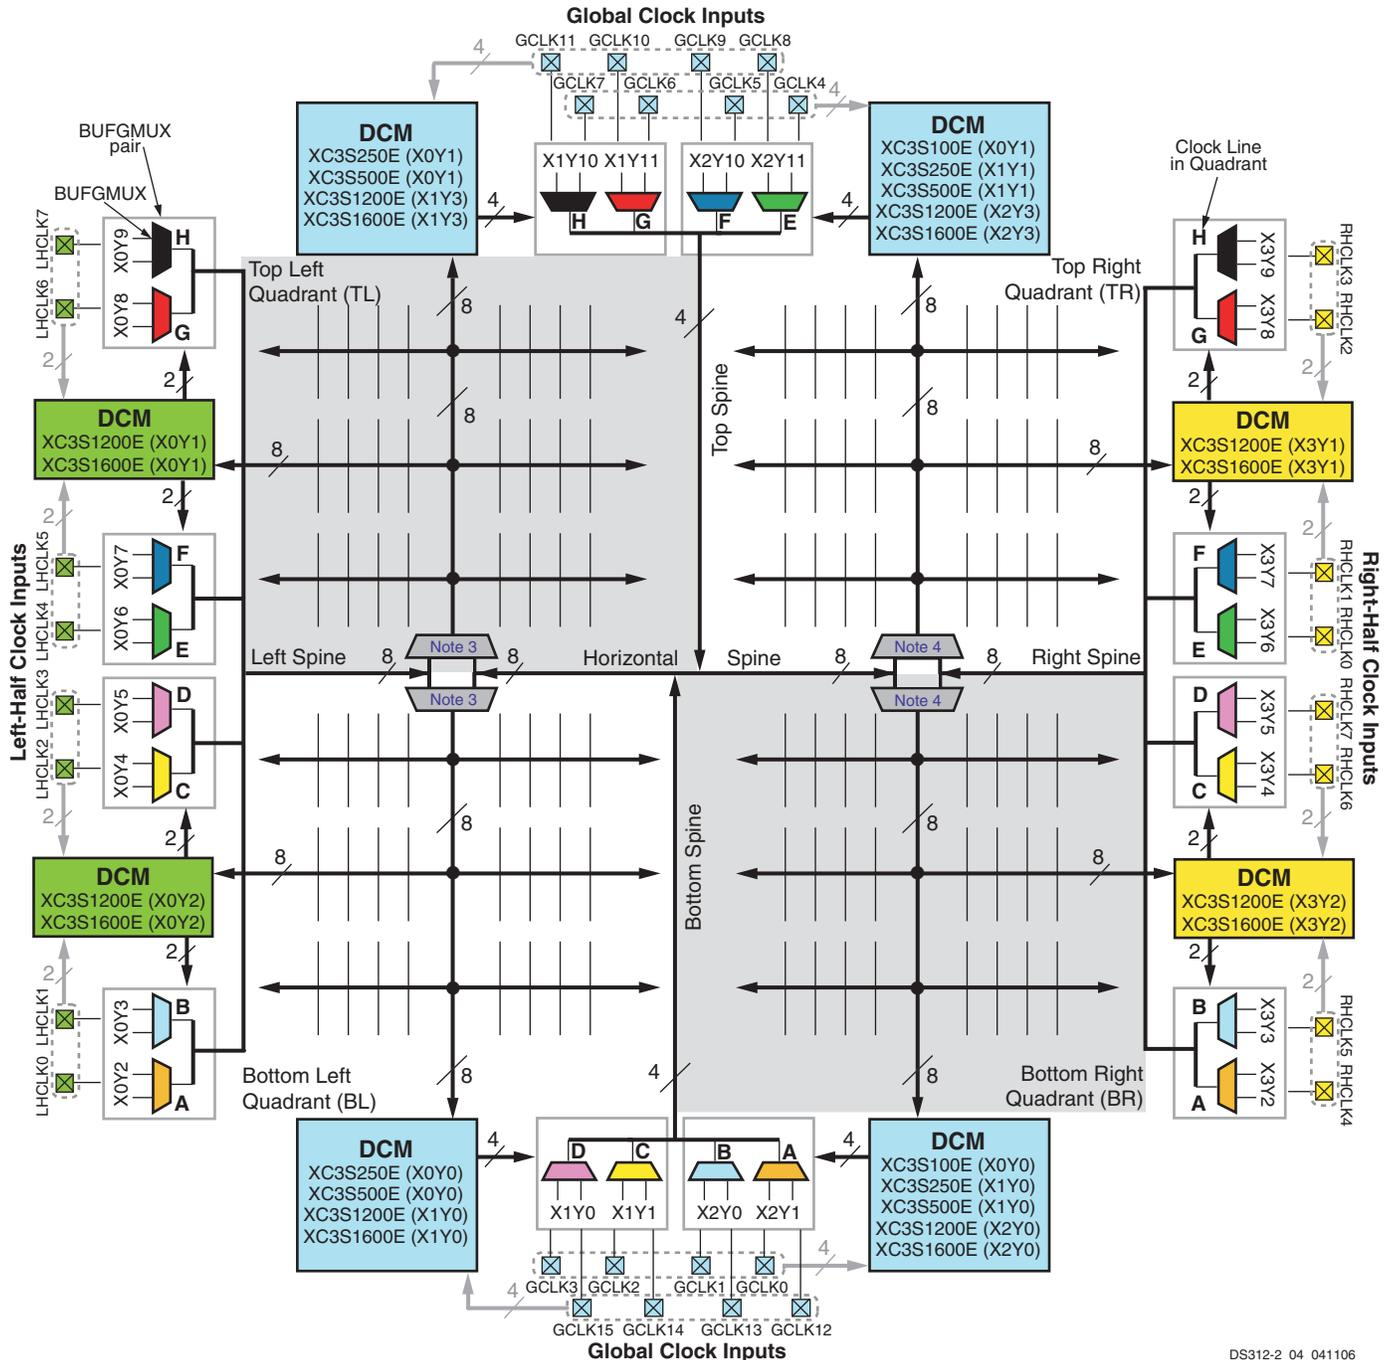 Global Clock Inputs
GCLK11 GCLK10 GCLK9 GCLK8
4
GCLK7 GCLK6 GCLK5 GCLK4
4
DCM
XC3S250E (X0Y1)
XC3S500E (X0Y1)
XC3S1200E (X1Y3)
XC3S1600E (X1Y3)
4
X1Y10 X1Y11
H G
X2Y10 X2Y11
F E
4
DCM
XC3S100E (X0Y1)
XC3S250E (X1Y1)
XC3S500E (X1Y1)
XC3S1200E (X2Y3)
XC3S1600E (X2Y3)
BUFGMUX
pair
BUFGMUX
Clock Line
in Quadrant
LHCLK7
LHCLK6
X0Y9
X0Y8
H
G
2
2
DCM
XC3S1200E (X0Y1)
XC3S1600E (X0Y1)
8
2
2
LHCLK5
LHCLK4
X0Y7
X0Y6
F
E
Left-Half Clock Inputs
LHCLK3
LHCLK2
X0Y5
X0Y4
D
C
2
2
DCM
XC3S1200E (X0Y2)
XC3S1600E (X0Y2)
8
2
2
LHCLK1
LHCLK0
X0Y3
X0Y2
B
A
Top Left
Quadrant (TL)
8
8
4
Top Spine
Top Right
Quadrant (TR)
8
8
Note 3
Note 4
Left Spine
8
8
Horizontal
Spine
8
8
Right Spine
Note 3
Note 4
8
8
Bottom Spine
4
Bottom Left
Quadrant (BL)
8
8
Bottom Right
Quadrant (BR)
H
G
X3Y9
X3Y8
RHCLK3
RHCLK2
2
2
DCM
XC3S1200E (X3Y1)
XC3S1600E (X3Y1)
8
2
2
F
E
X3Y7
X3Y6
RHCLK1
RHCLK0
Right-Half Clock Inputs
D
C
X3Y5
X3Y4
RHCLK7
RHCLK6
2
2
DCM
XC3S1200E (X3Y2)
XC3S1600E (X3Y2)
8
2
2
B
A
X3Y3
X3Y2
RHCLK5
RHCLK4
DCM
XC3S250E (X0Y0)
XC3S500E (X0Y0)
XC3S1200E (X1Y0)
XC3S1600E (X1Y0)
4
D C
X1Y0 X1Y1
B A
X2Y0 X2Y1
4
DCM
XC3S100E (X0Y0)
XC3S250E (X1Y0)
XC3S500E (X1Y0)
XC3S1200E (X2Y0)
XC3S1600E (X2Y0)
4
GCLK3 GCLK2 GCLK1 GCLK0
4
GCLK15 GCLK14 GCLK13 GCLK12
Global Clock Inputs
DS312-2_04_041106